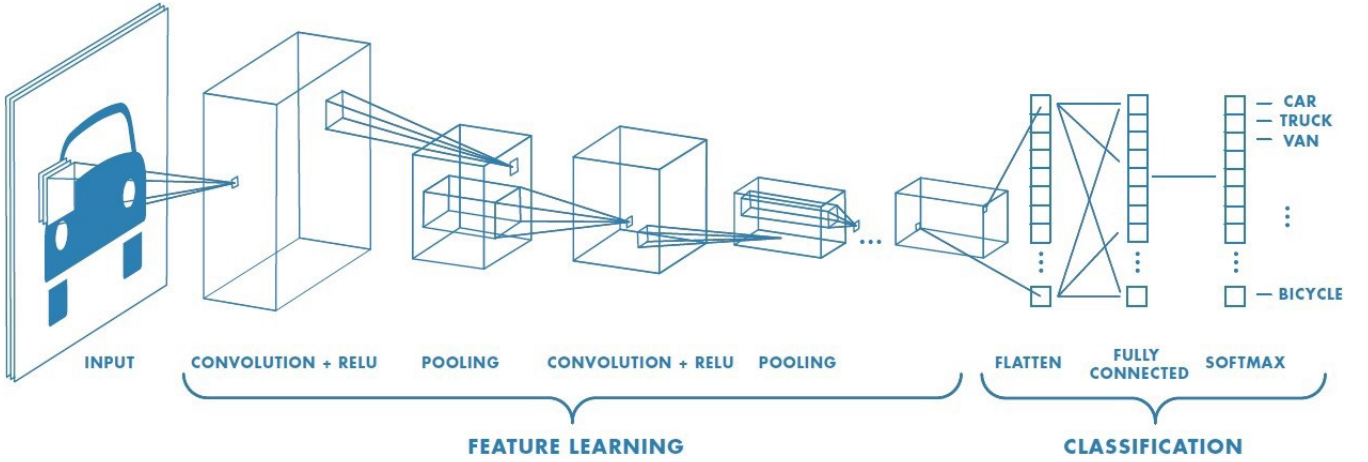 CAR
TRUCK
VAN
BICYCLE
INPUT
CONVOLUTION + RELU
POOLING
CONVOLUTION + RELU
POOLING
FLATTEN
FULLY
CONNECTED
SOFTMAX
FEATURE LEARNING
CLASSIFICATION